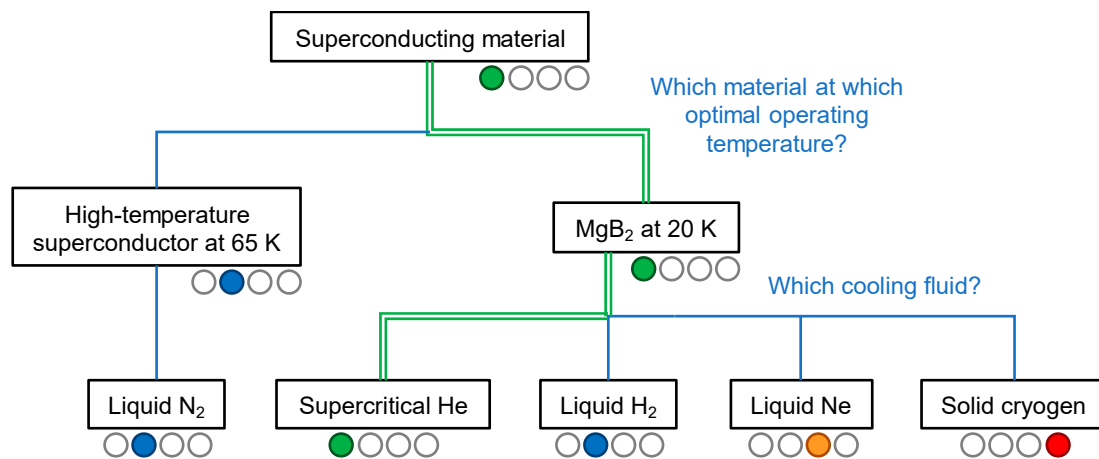 Superconducting material
Which material at which
optimal operating
temperature?
High-temperature
superconductor at 65 K
MgB₂ at 20 K
Which cooling fluid?
Liquid N₂
Supercritical He
Liquid H₂
Liquid Ne
Solid cryogen